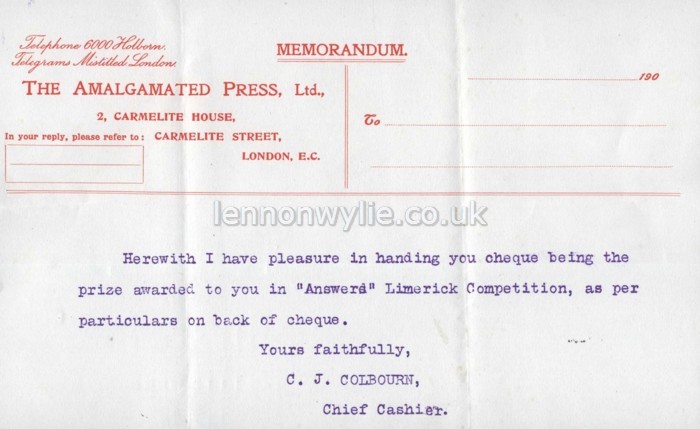 Telephone 6000 Holborn.
Telegrams Mistitled London.
MEMORANDUM.
THE AMALGAMATED PRESS, Ltd.,
2, CARMELITE HOUSE,
In your reply, please refer to: CARMELITE STREET,
LONDON, E.C.
190
To
lennonwylie.co.uk
Herewith I have pleasure in handing you cheque being the
prize awarded to you in "Answers" Limerick Competition, as per
particulars on back of cheque.
Yours faithfully,
C. J. COLBOURN,
Chief Cashier.